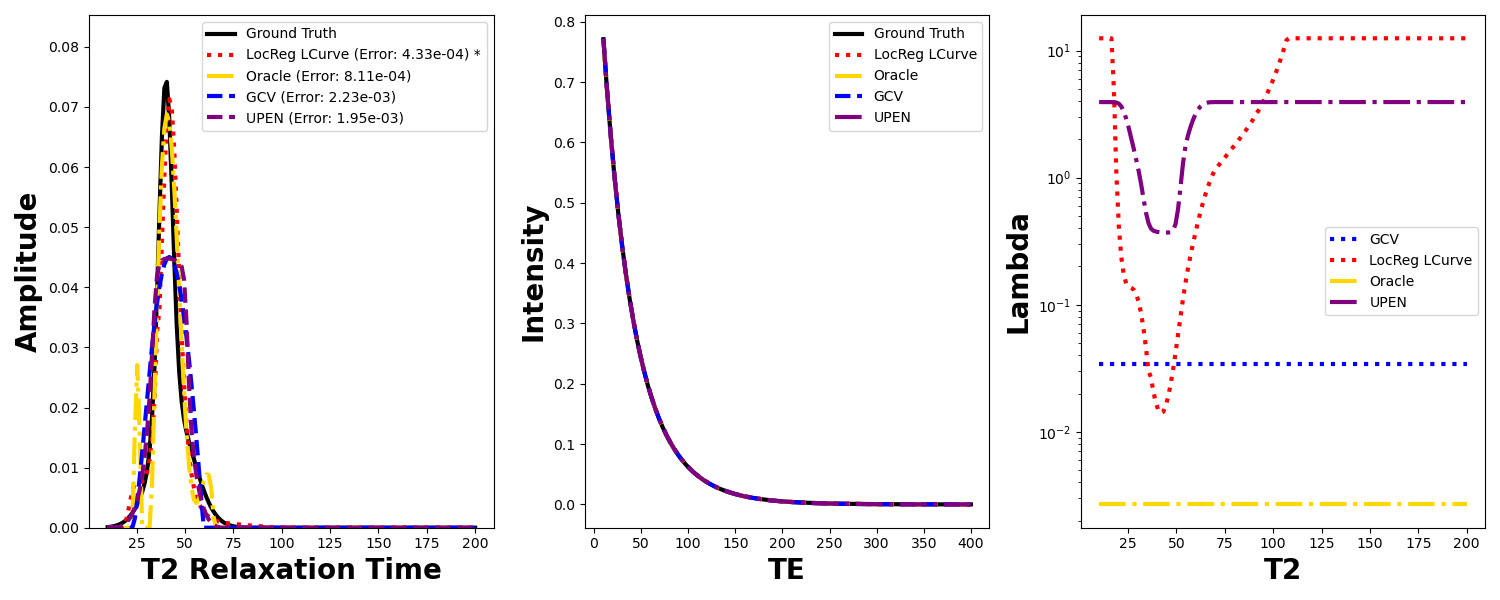 Amplitude
0.08
0.07
0.06
0.05
0.04
0.03
0.02
0.01
0.00
25 50 75 100 125 150 175 200
T2 Relaxation Time
Ground Truth
LocReg LCurve (Error: 4.33e-04) *
Oracle (Error: 8.11e-04)
GCV (Error: 2.23e-03)
UPEN (Error: 1.95e-03)
Intensity
0.8
0.7
0.6
0.5
0.4
0.3
0.2
0.1
0.0
0 50 100 150 200 250 300 350 400
TE
Ground Truth
LocReg LCurve
Oracle
GCV
UPEN
Lambda
10¹
10⁰
10⁻¹
10⁻²
25 50 75 100 125 150 175 200
T2
GCV
LocReg LCurve
Oracle
UPEN